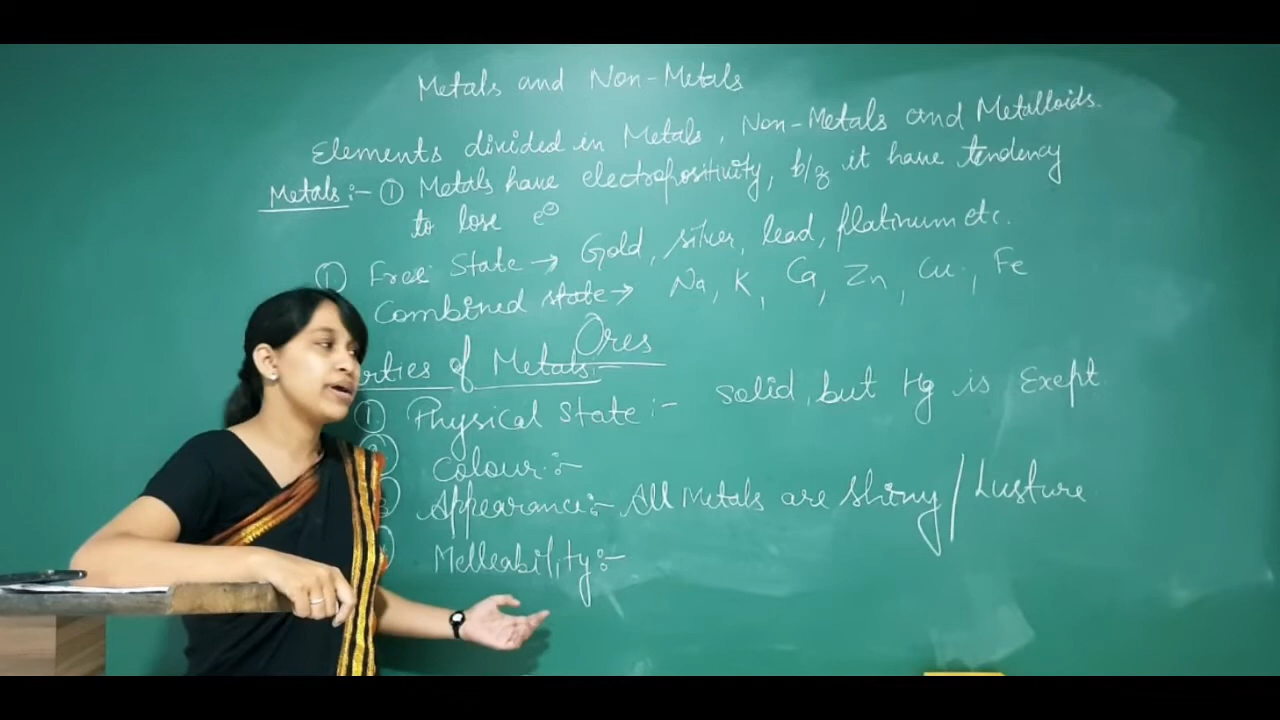 Metals and Non-Metals
Elements divided in Metals, Non-Metals and Metalloids.
Metals:- ① Metals have electropositivity, b/z it have tendency
to lose e⊖
① Free State → Gold, silver, lead, platinum etc.
Combined state → Na, K, Ca, Zn, Cu, Fe
Ores
rties of Metals:-
① Physical State:- solid, but Hg is Exept.
Colour:-
Appearance:- All Metals are Shiny / Lusture
Melleability:-